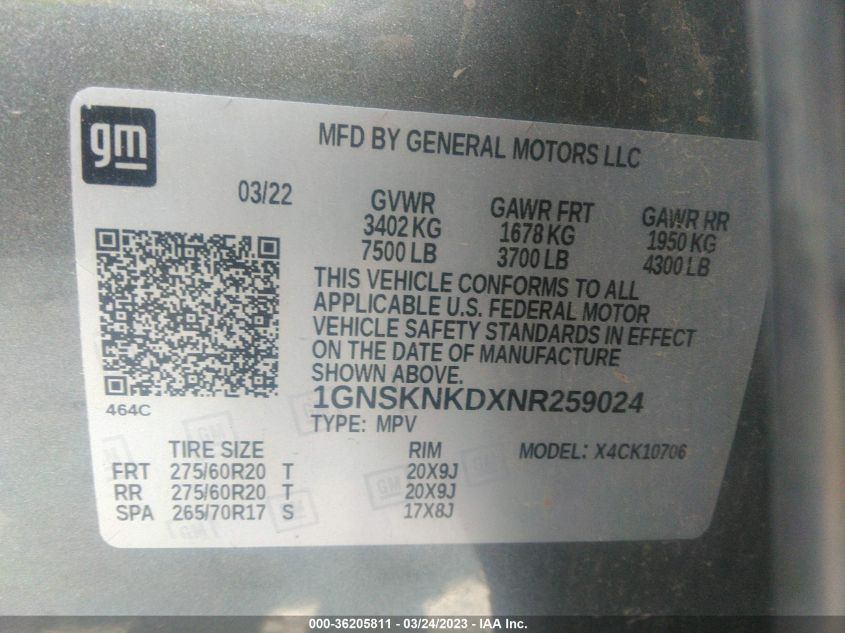 gm
MFD BY GENERAL MOTORS LLC
03/22
GVWR GAWR FRT GAWR RR
3402 KG 1678 KG 1950 KG
7500 LB 3700 LB 4300 LB
THIS VEHICLE CONFORMS TO ALL
APPLICABLE U.S. FEDERAL MOTOR
VEHICLE SAFETY STANDARDS IN EFFECT
ON THE DATE OF MANUFACTURE
SHOWN ABOVE.
464C
1GNSKNKDXNR259024
TYPE: MPV
TIRE SIZE RIM MODEL: X4CK10706
FRT 275/60R20 T 20X9J
RR 275/60R20 T 20X9J
SPA 265/70R17 S 17X8J
000-36205811 - 03/24/2023 - IAA Inc.